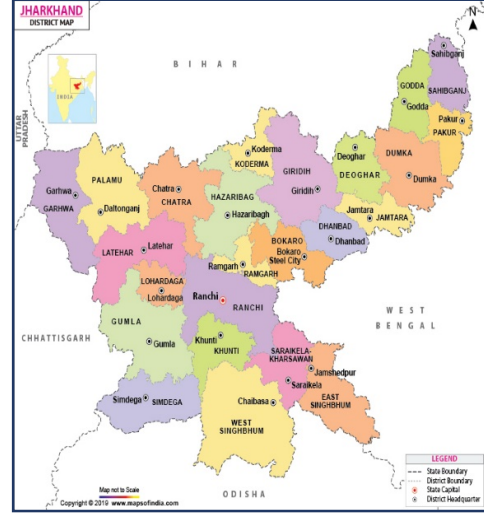 JHARKHAND
DISTRICT MAP
N
INDIA
BIHAR
UTTAR
PRADESH
Sahibganj
GODDA
SAHIBGANJ
Godda
Pakur
PAKUR
Koderma
KODERMA
Deoghar
DUMKA
GIRIDIH
DEOGHAR
Dumka
PALAMU
Garhwa
Chatra
Giridih
HAZARIBAG
CHATRA
GARHWA
Daltonganj
Hazaribagh
Jamtara
JAMTARA
DHANBAD
Dhanbad
BOKARO
Bokaro
Steel City
Latehar
LATEHAR
Ramgarh
RAMGARH
LOHARDAGA
Lohardaga
Ranchi
RANCHI
WEST
BENGAL
GUMLA
CHHATTISGARH
Gumla
Khunti
KHUNTI
SARAIKELA-
KHARSAWAN
Jamshedpur
Saraikela
Simdega
SIMDEGA
Chaibasa
EAST
SINGHBHUM
WEST
SINGHBHUM
LEGEND
State Boundary
District Boundary
State Capital
District Headquarter
Map not to Scale
Copyright © 2019 www.mapsofindia.com
ODISHA